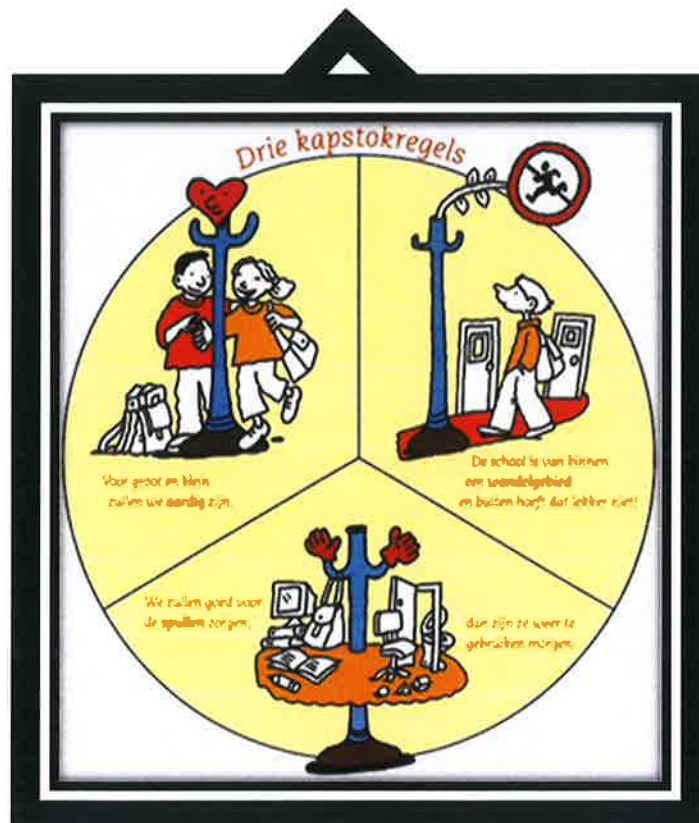 Drie kapstokregels
Voor groot en klein
zullen we aardig zijn.
De school is van binnen
een wandelgebied
en buiten hoeft dat lekker niet!
We zullen goed voor
de spullen zorgen,
dan zijn ze weer te
gebruiken morgen.